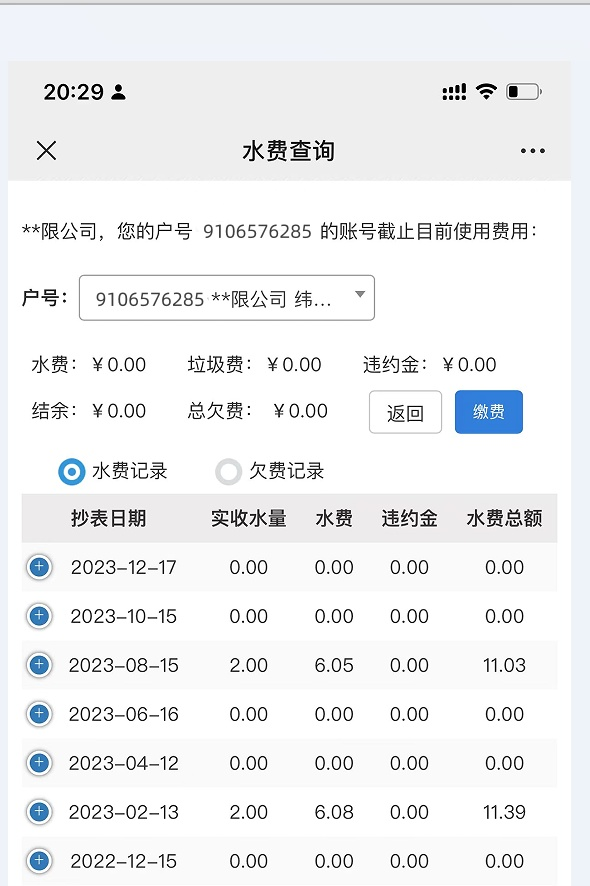 20:29
水费查询
**限公司，您的户号 9106576285 的账号截止目前使用费用：
户号： 9106576285 **限公司 纬...
水费：￥0.00 垃圾费：￥0.00 违约金：￥0.00
结余：￥0.00 总欠费：￥0.00 返回 缴费
水费记录 欠费记录
抄表日期 实收水量 水费 违约金 水费总额
2023-12-17 0.00 0.00 0.00 0.00
2023-10-15 0.00 0.00 0.00 0.00
2023-08-15 2.00 6.05 0.00 11.03
2023-06-16 0.00 0.00 0.00 0.00
2023-04-12 0.00 0.00 0.00 0.00
2023-02-13 2.00 6.08 0.00 11.39
2022-12-15 0.00 0.00 0.00 0.00